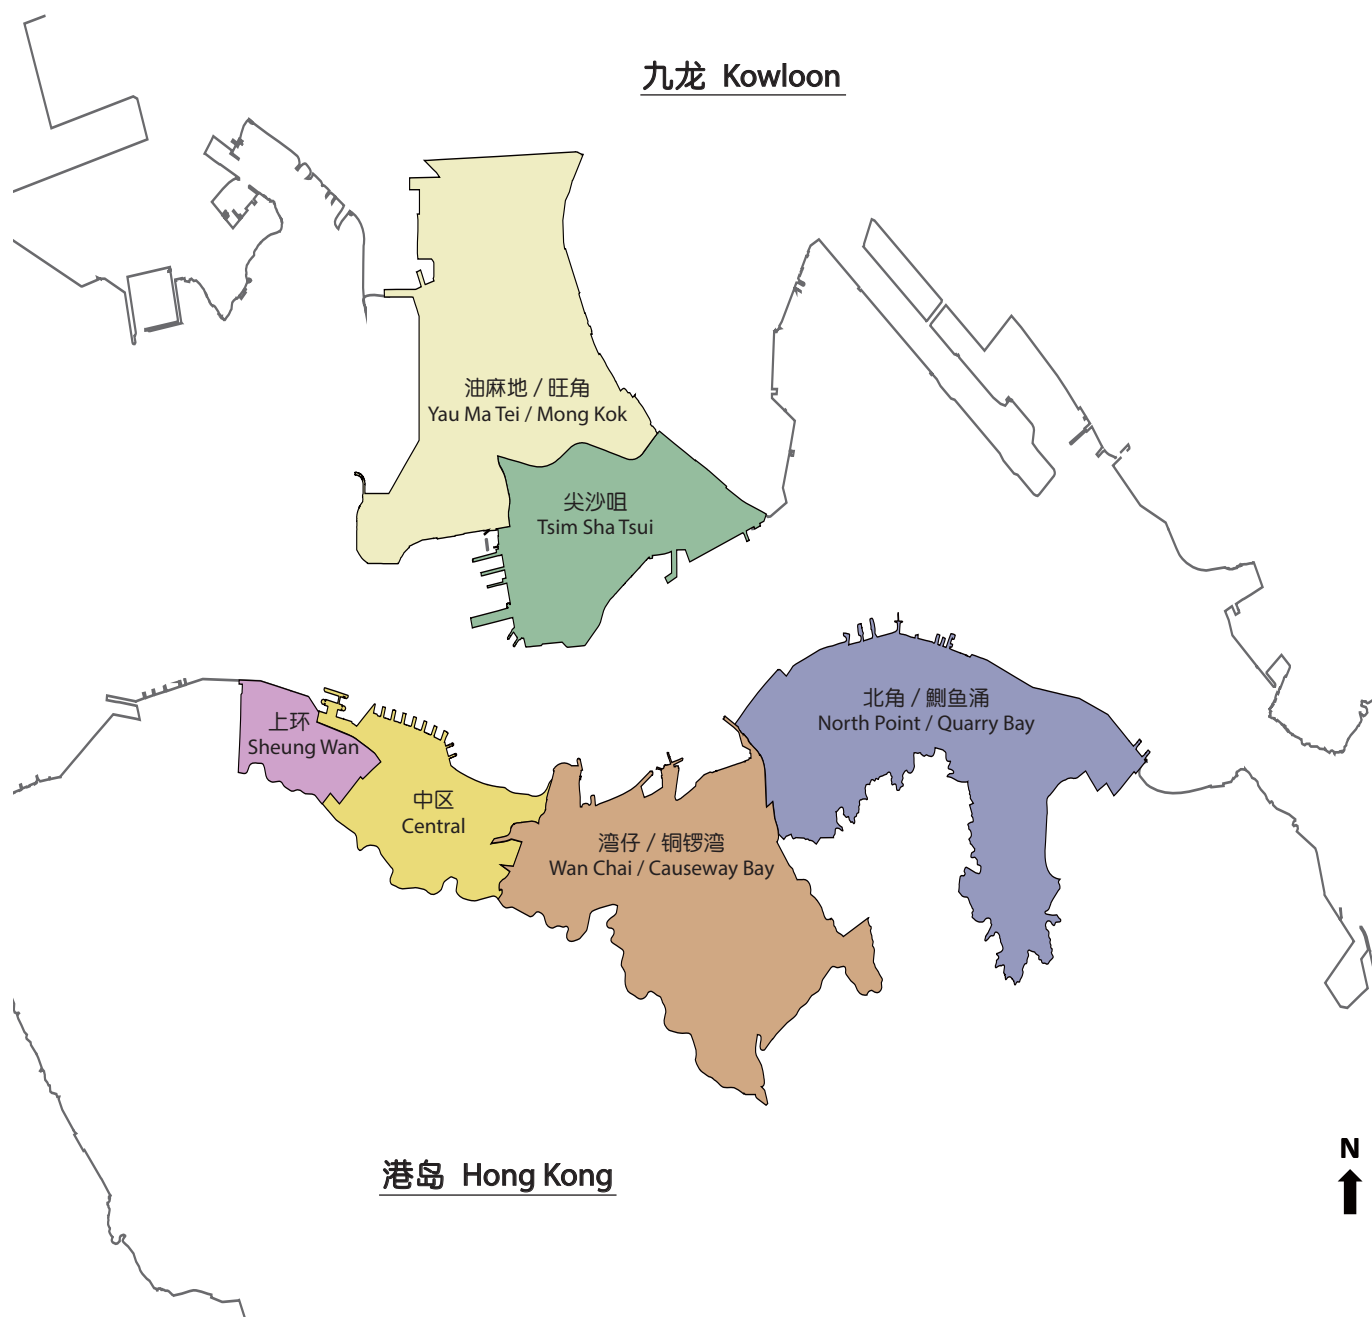 九龙 Kowloon
油麻地 / 旺角
Yau Ma Tei / Mong Kok
尖沙咀
Tsim Sha Tsui
北角 / 鰂鱼涌
North Point / Quarry Bay
上环
Sheung Wan
中区
Central
湾仔 / 铜锣湾
Wan Chai / Causeway Bay
港岛 Hong Kong
N